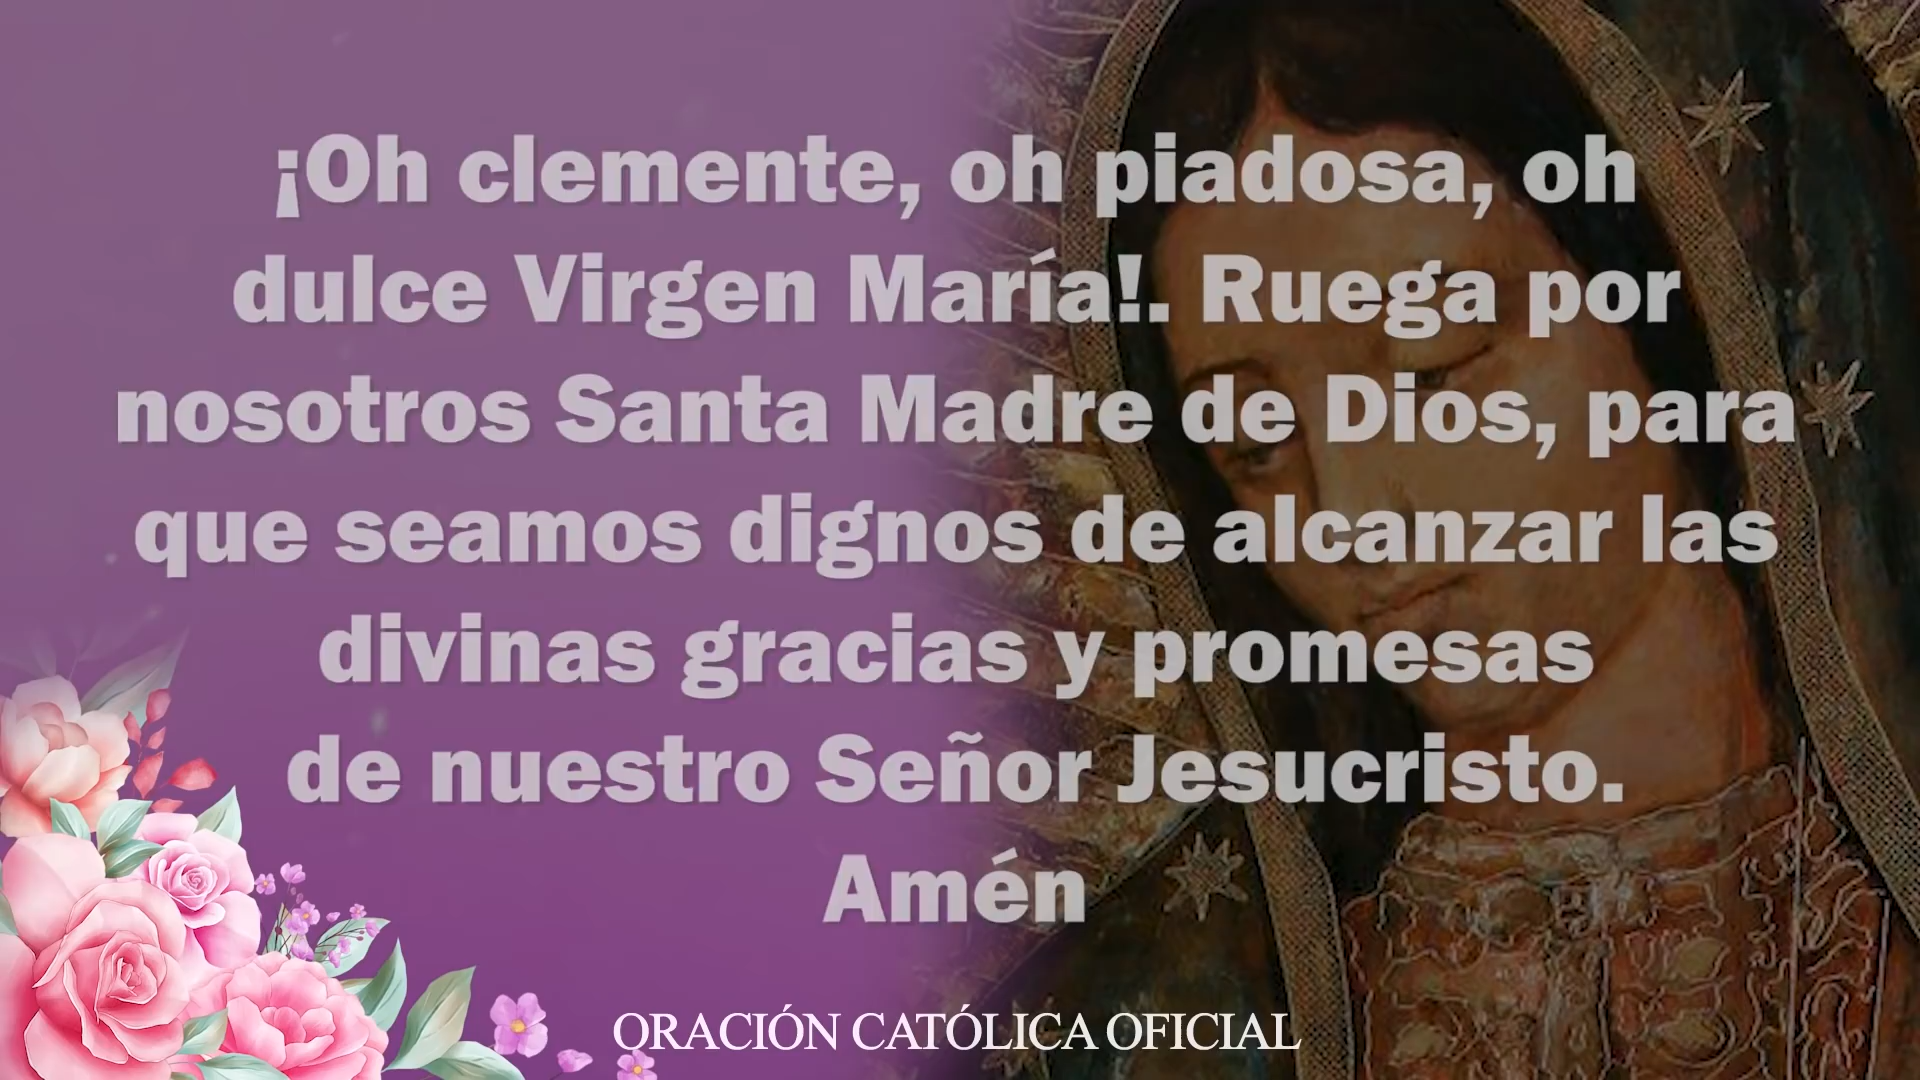 ¡Oh clemente, oh piadosa, oh
dulce Virgen María!. Ruega por
nosotros Santa Madre de Dios, para
que seamos dignos de alcanzar las
divinas gracias y promesas
de nuestro Señor Jesucristo.
Amén
ORACIÓN CATÓLICA OFICIAL